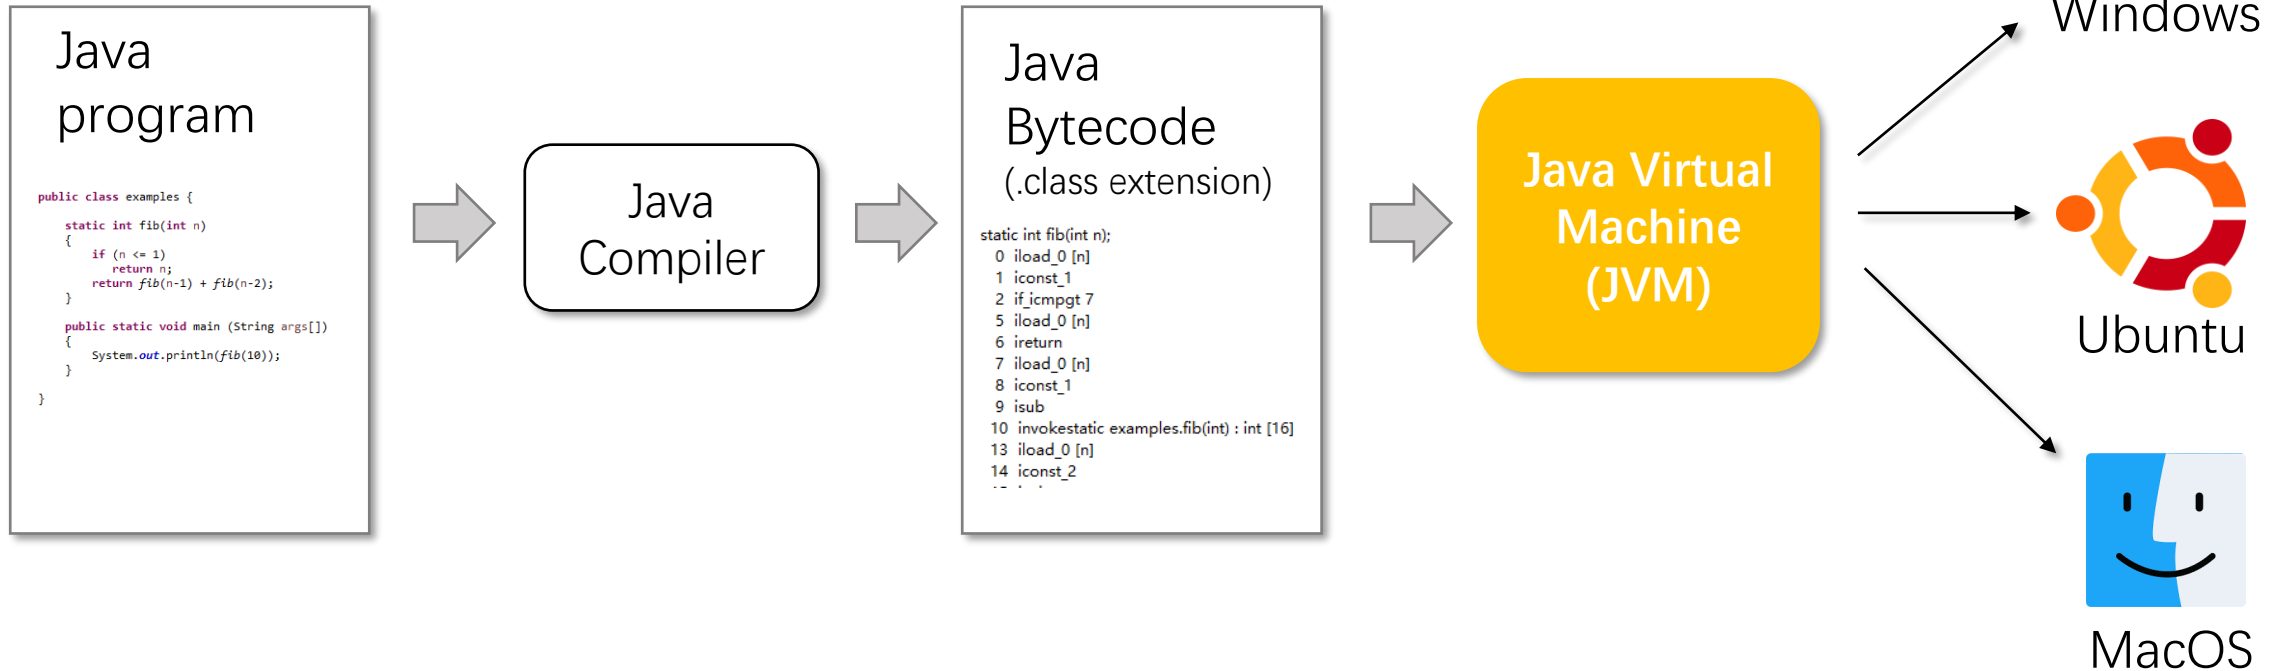 Java
program
public class examples {
static int fib(int n)
{
if (n <= 1)
return n;
return fib(n-1) + fib(n-2);
}
public static void main (String args[])
{
System.out.println(fib(10));
}
}
Java
Compiler
Java
Bytecode
(.class extension)
static int fib(int n);
0 iload_0 [n]
1 iconst_1
2 if_icmpgt 7
5 iload_0 [n]
6 ireturn
7 iload_0 [n]
8 iconst_1
9 isub
10 invokestatic examples.fib(int) : int [16]
13 iload_0 [n]
14 iconst_2
Java Virtual
Machine
(JVM)
Windows
Ubuntu
MacOS